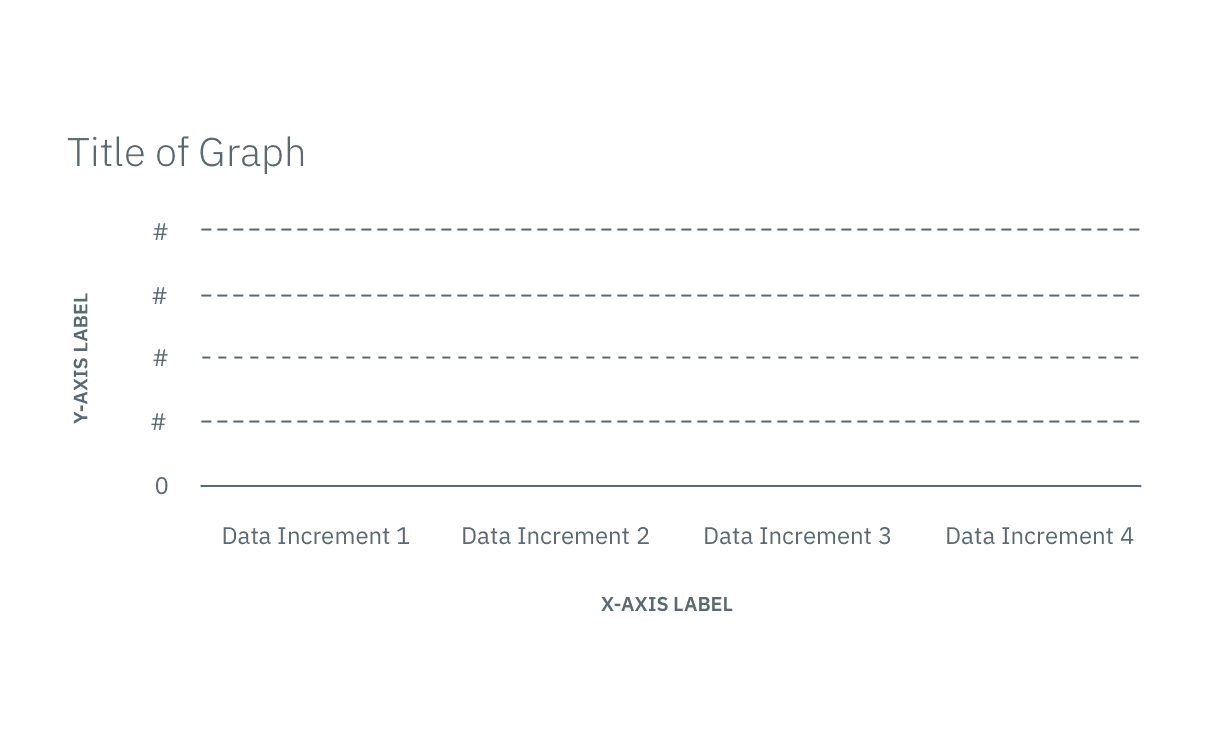 Title of Graph
#
#
Y-AXIS LABEL
#
#
0
Data Increment 1 Data Increment 2 Data Increment 3 Data Increment 4
X-AXIS LABEL